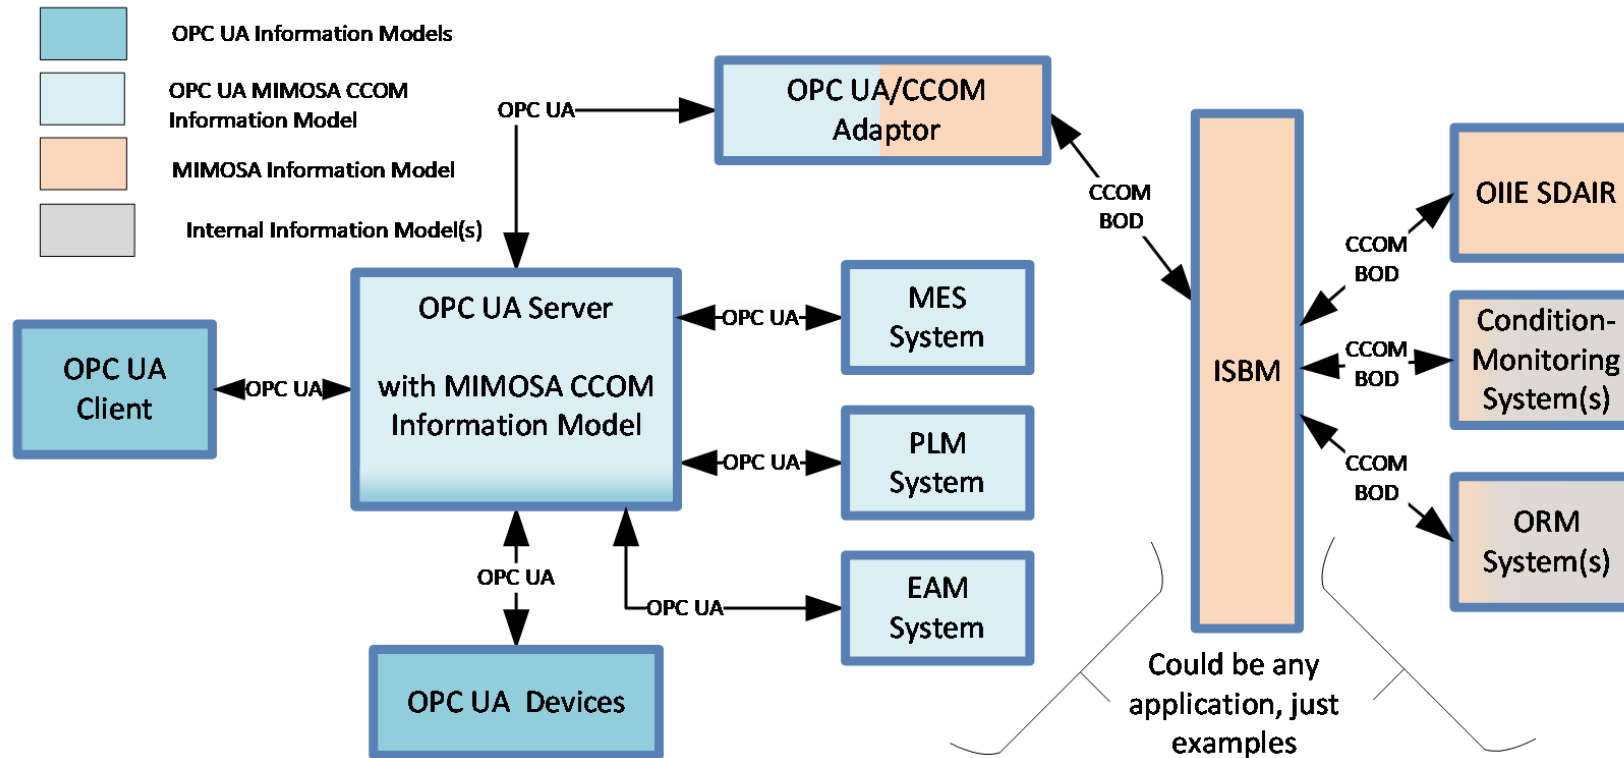 OPC UA Information Models
OPC UA MIMOSA CCOM
Information Model
MIMOSA Information Model
Internal Information Model(s)
OPC UA
OPC UA/CCOM
Adaptor
CCOM
BOD
OPC UA Server
with MIMOSA CCOM
Information Model
OPC UA
Client
OPC UA
OPC UA
MES
System
OPC UA
PLM
System
OPC UA
EAM
System
OPC UA
OPC UA Devices
ISBM
CCOM
BOD
OIIE SDAIR
CCOM
BOD
Condition-
Monitoring
System(s)
CCOM
BOD
ORM
System(s)
Could be any
application, just
examples